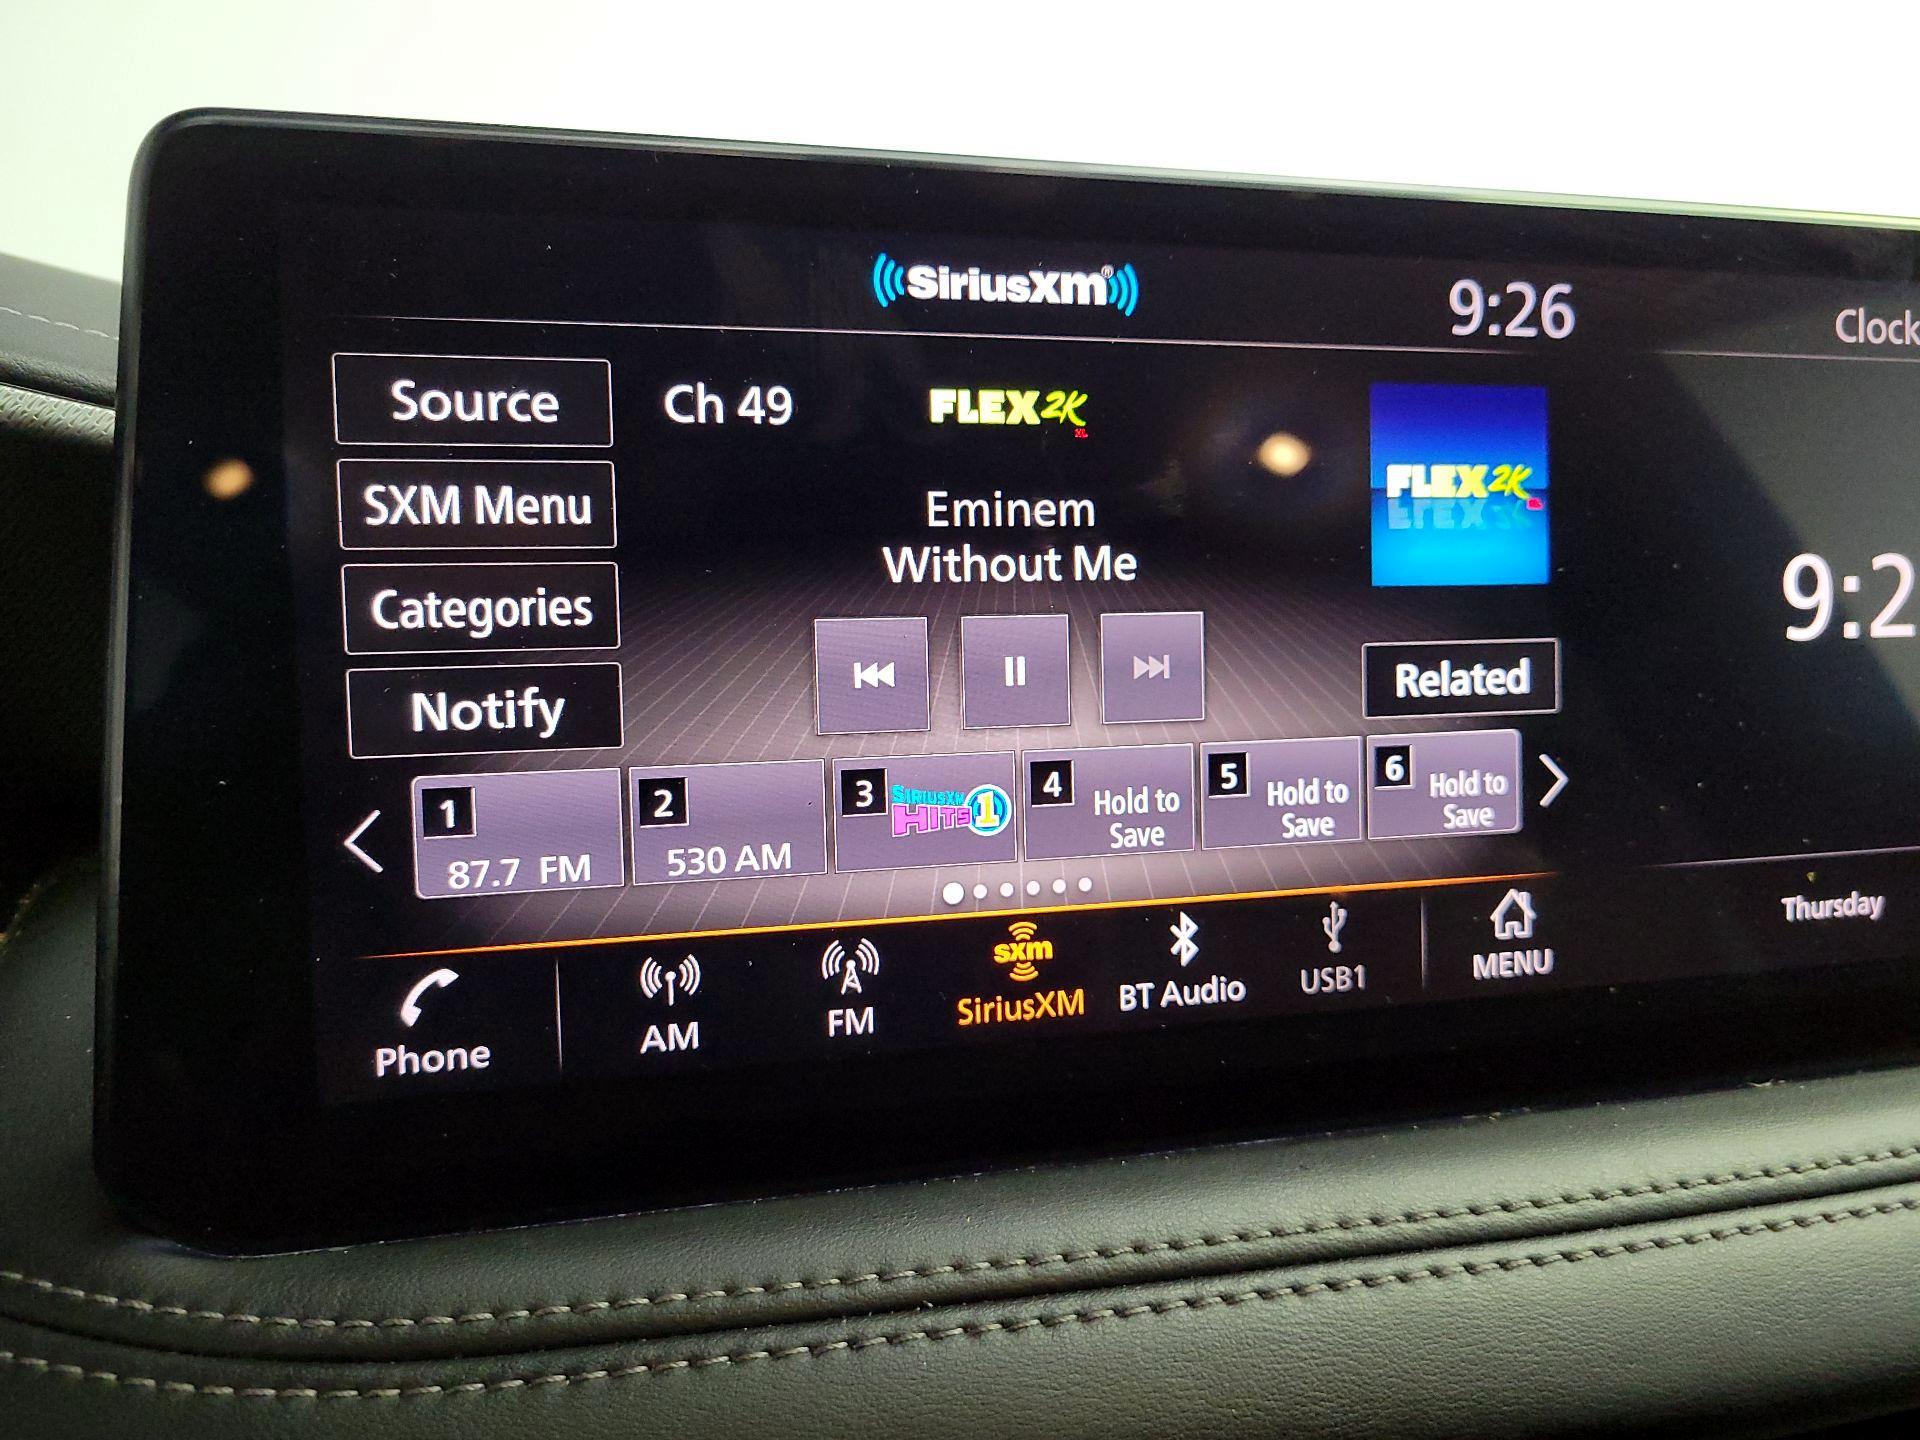 SiriusXM®
9:26
Clock
Source
Ch 49
FLEX2K
XL
FLEX2K
SXM Menu
Eminem
Without Me
Categories
Notify
Related
9:2
1
87.7 FM
2
530 AM
3
SIRIUSXM
HITS 1
4
Hold to
Save
5
Hold to
Save
6
Hold to
Save
Thursday
Phone
AM
FM
sxm
SiriusXM
BT Audio
USB1
MENU